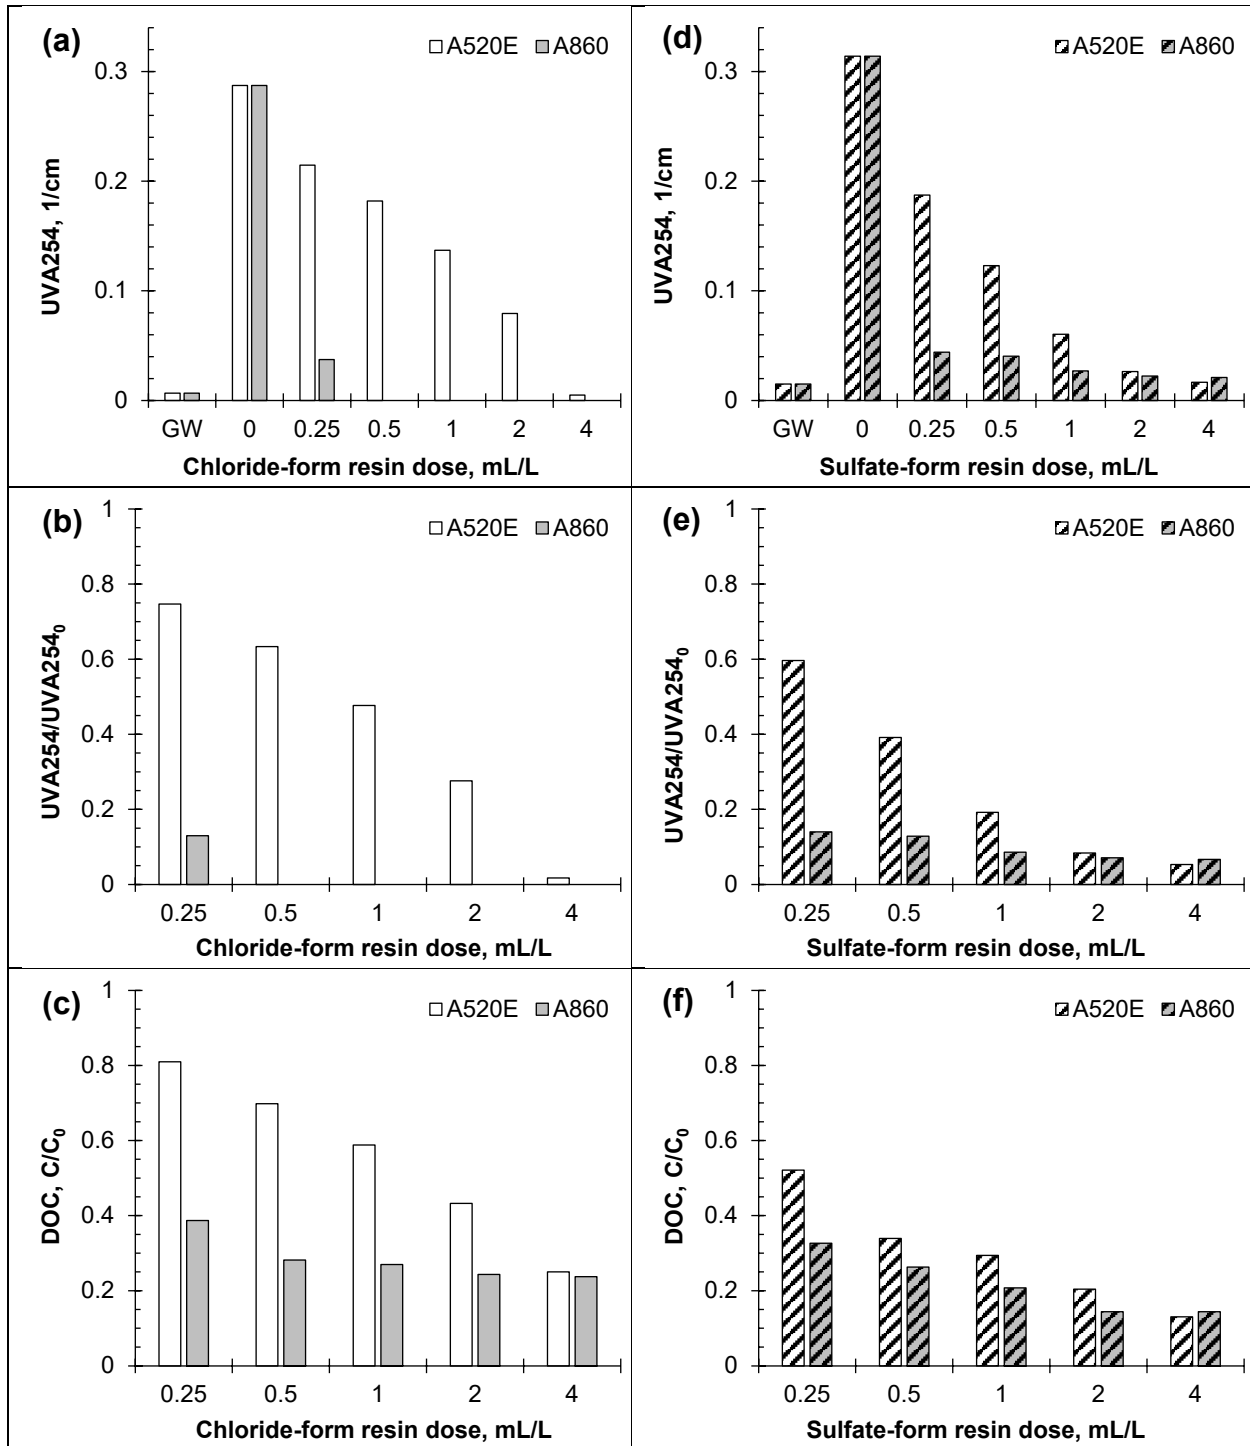 (a)
A520E A860
UVA254, 1/cm
0.3
0.2
0.1
0
GW 0 0.25 0.5 1 2 4
Chloride-form resin dose, mL/L
(d)
A520E A860
UVA254, 1/cm
0.3
0.2
0.1
0
GW 0 0.25 0.5 1 2 4
Sulfate-form resin dose, mL/L
(b)
A520E A860
UVA254/UVA254₀
1
0.8
0.6
0.4
0.2
0
0.25 0.5 1 2 4
Chloride-form resin dose, mL/L
(e)
A520E A860
UVA254/UVA254₀
1
0.8
0.6
0.4
0.2
0
0.25 0.5 1 2 4
Sulfate-form resin dose, mL/L
(c)
A520E A860
DOC, C/C₀
1
0.8
0.6
0.4
0.2
0
0.25 0.5 1 2 4
Chloride-form resin dose, mL/L
(f)
A520E A860
DOC, C/C₀
1
0.8
0.6
0.4
0.2
0
0.25 0.5 1 2 4
Sulfate-form resin dose, mL/L